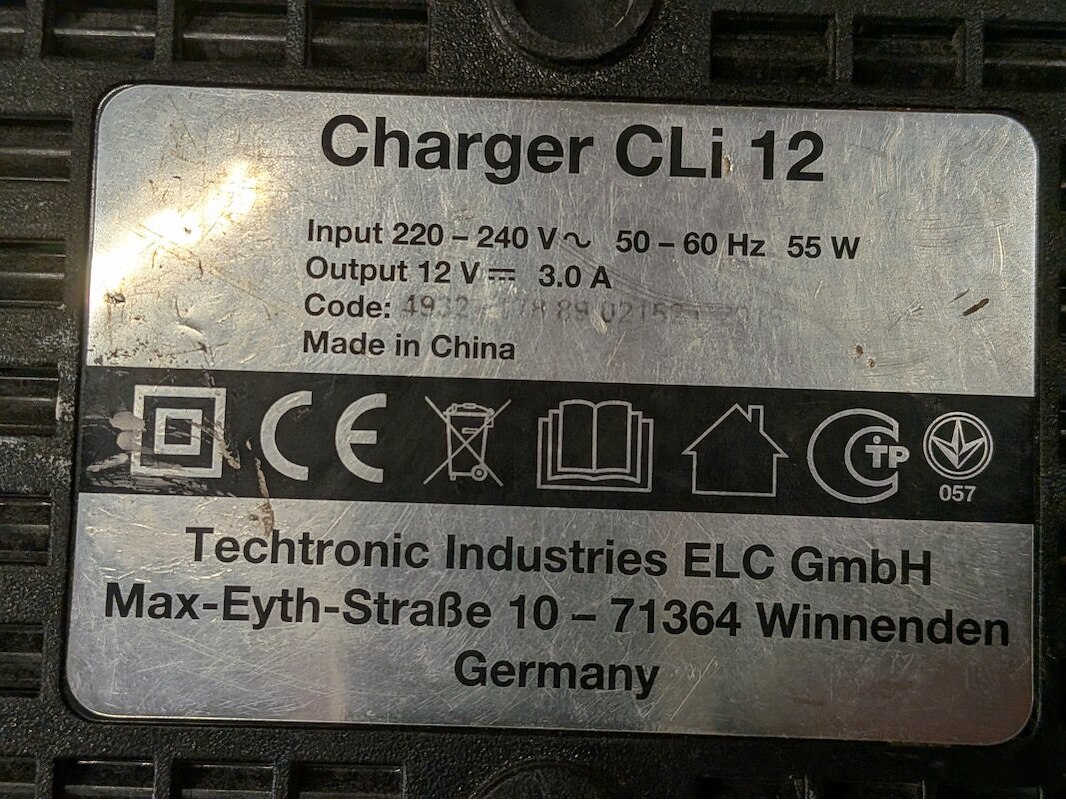 Charger CLi 12
Input 220 – 240 V~ 50 – 60 Hz 55 W
Output 12 V⎓ 3.0 A
Code:
Made in China
CE
TP
057
Techtronic Industries ELC GmbH
Max-Eyth-Straße 10 – 71364 Winnenden
Germany